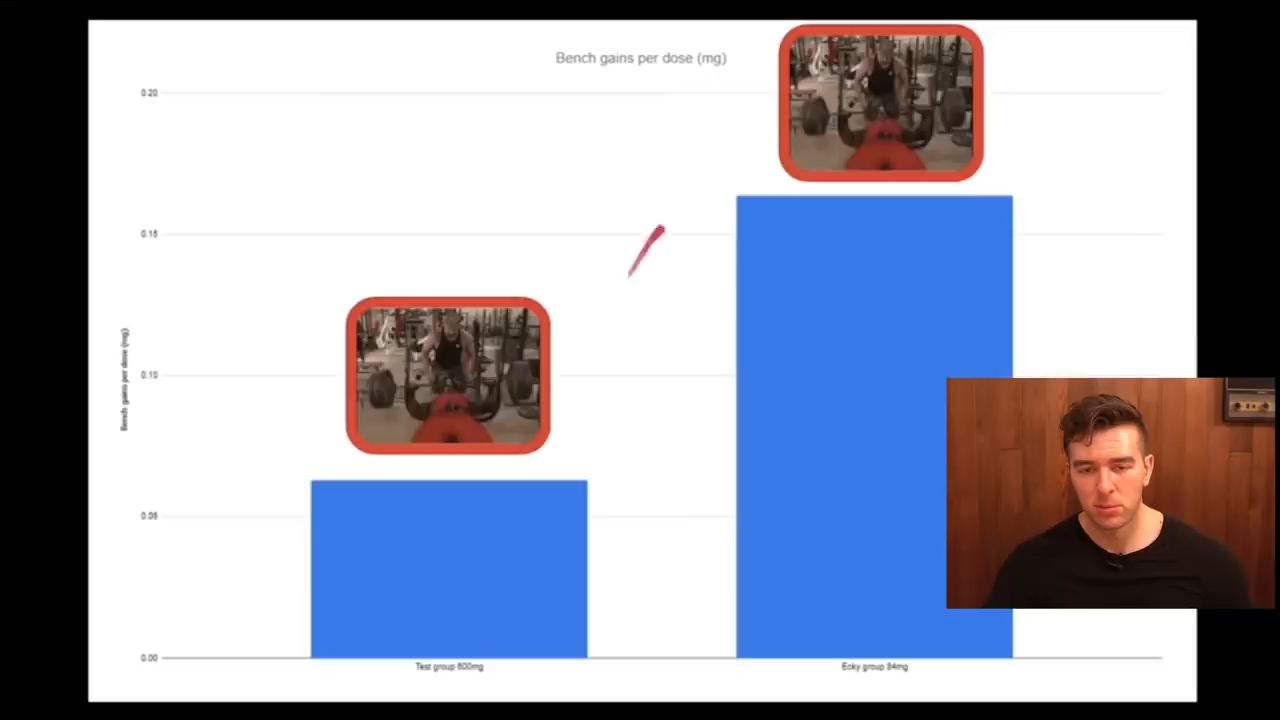 Bench gains per dose (mg)
0.20
0.15
0.10
0.05
0.00
Bench gains per dose (mg)
Test group 600mg
Ecky group 84mg